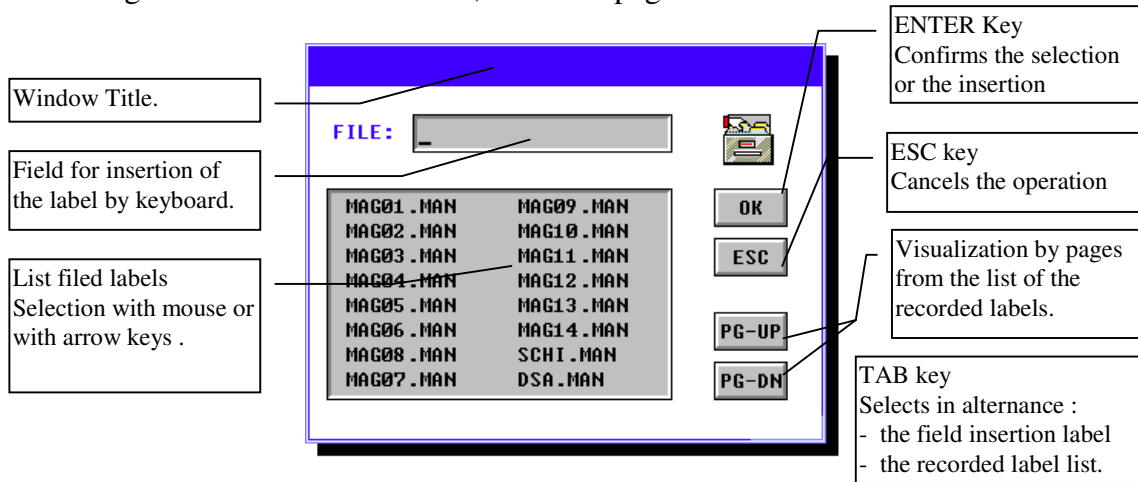 Window Title.
Field for insertion of
the label by keyboard.
List filed labels
Selection with mouse or
with arrow keys .
FILE: _
MAG01.MAN MAG09.MAN
MAG02.MAN MAG10.MAN
MAG03.MAN MAG11.MAN
MAG04.MAN MAG12.MAN
MAG05.MAN MAG13.MAN
MAG06.MAN MAG14.MAN
MAG08.MAN SCHI.MAN
MAG07.MAN DSA.MAN
OK
ESC
PG-UP
PG-DN
ENTER Key
Confirms the selection
or the insertion
ESC key
Cancels the operation
Visualization by pages
from the list of the
recorded labels.
TAB key
Selects in alternance :
- the field insertion label
- the recorded label list.